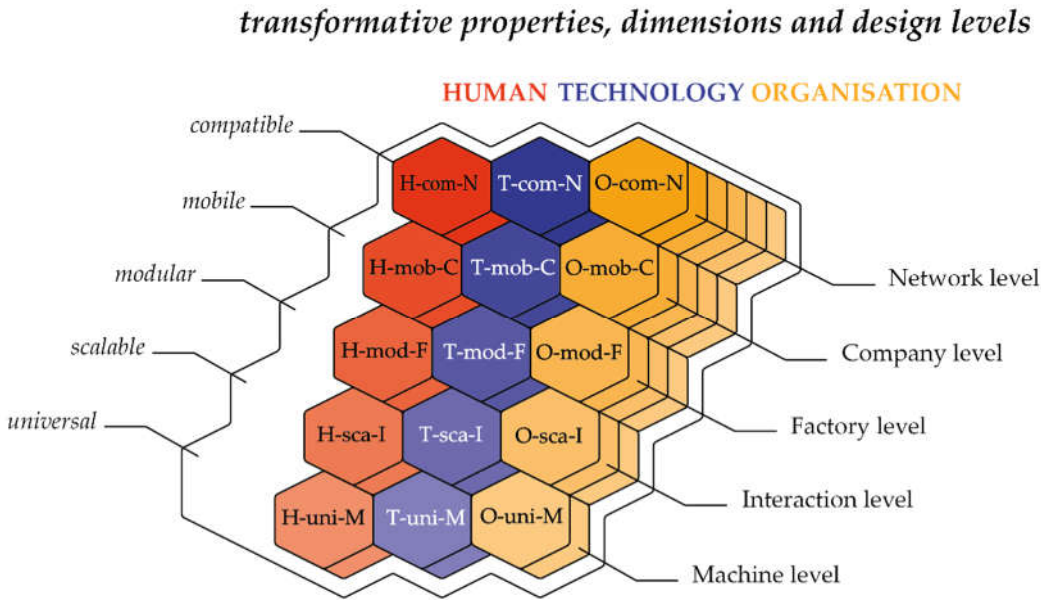 transformative properties, dimensions and design levels
HUMAN TECHNOLOGY ORGANISATION
compatible
H-com-N T-com-N O-com-N
mobile
H-mob-C T-mob-C O-mob-C
Network level
modular
H-mod-F T-mod-F O-mod-F
Company level
scalable
H-sca-I T-sca-I O-sca-I
Factory level
universal
H-uni-M T-uni-M O-uni-M
Interaction level
Machine level